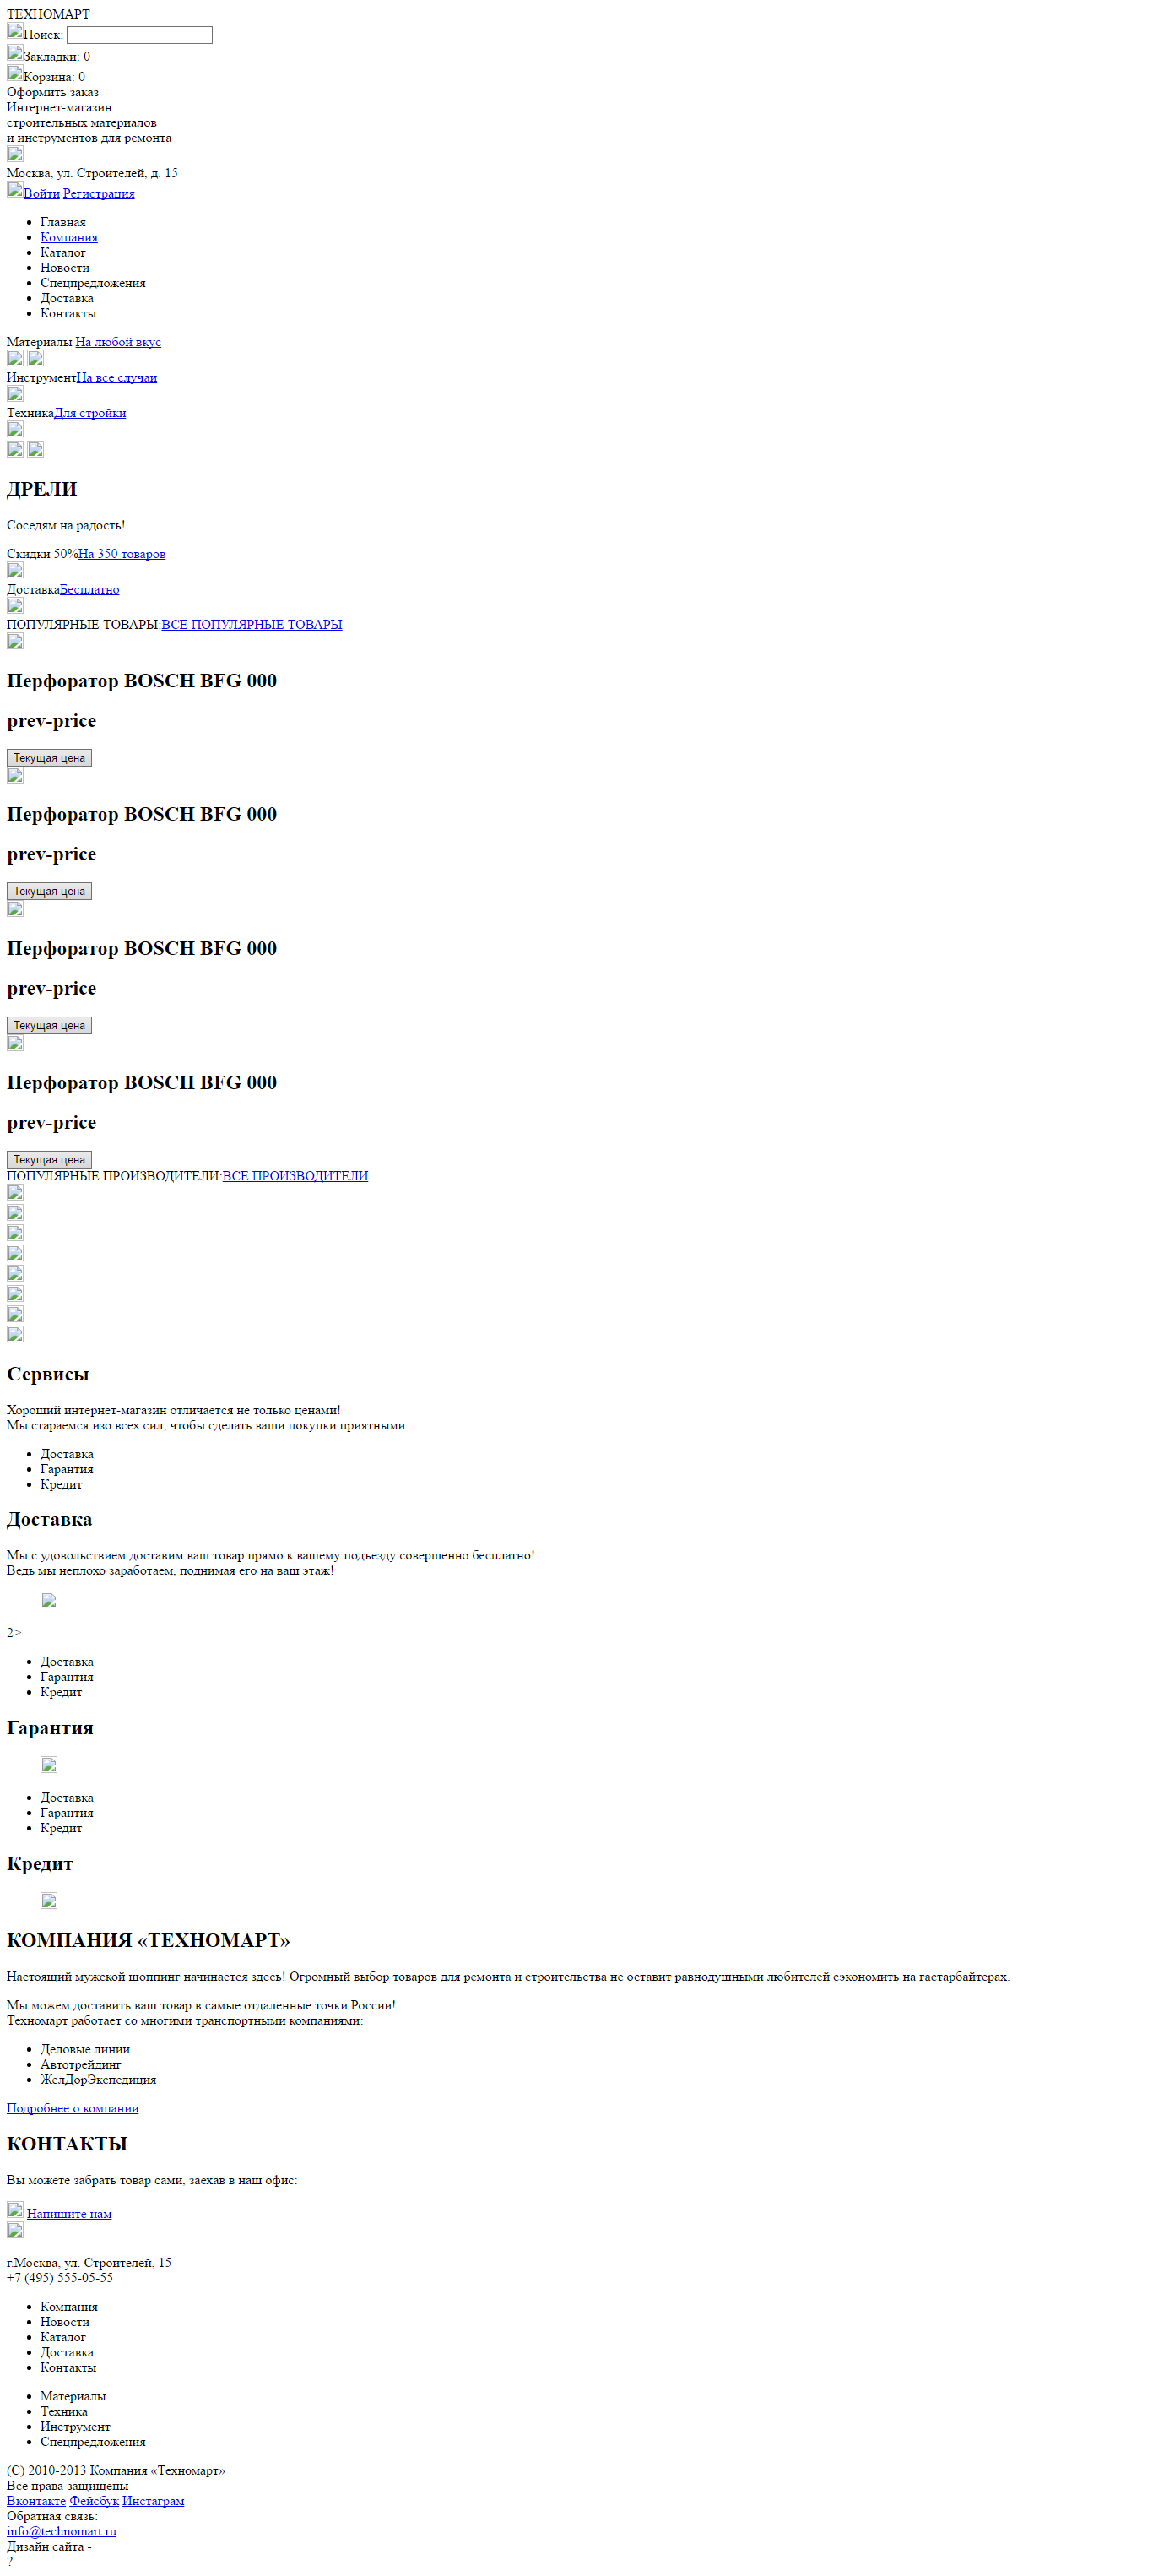 ТЕХНОМАРТ
Поиск:
Закладки: 0
Корзина: 0
Оформить заказ
Интернет-магазин
строительных материалов
и инструментов для ремонта
Москва, ул. Строителей, д. 15
Войти Регистрация
Главная
Компания
Каталог
Новости
Спецпредложения
Доставка
Контакты
Материалы На любой вкус
ИнструментНа все случаи
ТехникаДля стройки
ДРЕЛИ
Соседям на радость!
Скидки 50%На 350 товаров
ДоставкаБесплатно
ПОПУЛЯРНЫЕ ТОВАРЫ:ВСЕ ПОПУЛЯРНЫЕ ТОВАРЫ
Перфоратор BOSCH BFG 000
prev-price
Текущая цена
Перфоратор BOSCH BFG 000
prev-price
Текущая цена
Перфоратор BOSCH BFG 000
prev-price
Текущая цена
Перфоратор BOSCH BFG 000
prev-price
Текущая цена
ПОПУЛЯРНЫЕ ПРОИЗВОДИТЕЛИ:ВСЕ ПРОИЗВОДИТЕЛИ
Сервисы
Хороший интернет-магазин отличается не только ценами!
Мы стараемся изо всех сил, чтобы сделать ваши покупки приятными.
Доставка
Гарантия
Кредит
Доставка
Мы с удовольствием доставим ваш товар прямо к вашему подъезду совершенно бесплатно!
Ведь мы неплохо заработаем, поднимая его на ваш этаж!
2>
Доставка
Гарантия
Кредит
Гарантия
Доставка
Гарантия
Кредит
Кредит
КОМПАНИЯ «ТЕХНОМАРТ»
Настоящий мужской шоппинг начинается здесь! Огромный выбор товаров для ремонта и строительства не оставит равнодушными любителей сэкономить на гастарбайтерах.
Мы можем доставить ваш товар в самые отдаленные точки России!
Техномарт работает со многими транспортными компаниями:
Деловые линии
Автотрейдинг
ЖелДорЭкспедиция
Подробнее о компании
КОНТАКТЫ
Вы можете забрать товар сами, заехав в наш офис:
Напишите нам
г.Москва, ул. Строителей, 15
+7 (495) 555-05-55
Компания
Новости
Каталог
Доставка
Контакты
Материалы
Техника
Инструмент
Спецпредложения
(C) 2010-2013 Компания «Техномарт»
Все права защищены
Вконтакте Фейсбук Инстаграм
Обратная связь:
info@technomart.ru
Дизайн сайта -
?